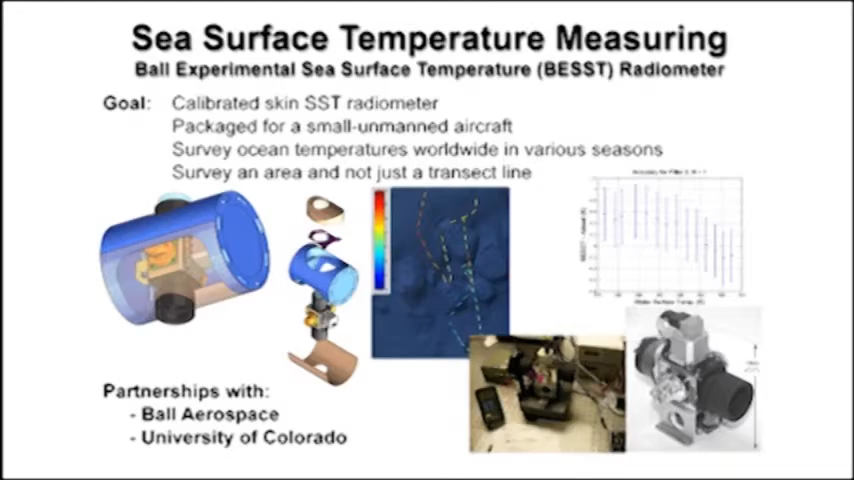 Sea Surface Temperature Measuring
Ball Experimental Sea Surface Temperature (BESST) Radiometer
Goal: Calibrated skin SST radiometer
Packaged for a small-unmanned aircraft
Survey ocean temperatures worldwide in various seasons
Survey an area and not just a transect line
Partnerships with:
- Ball Aerospace
- University of Colorado